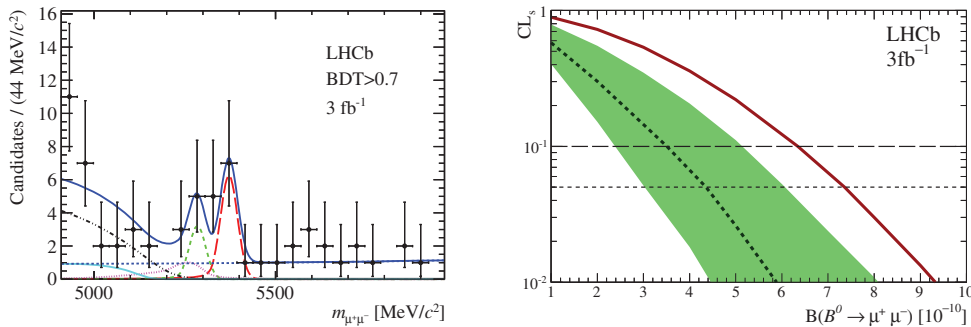 Candidates / (44 MeV/c²)
16
14
12
10
8
6
4
2
0
LHCb
BDT>0.7
3 fb⁻¹
5000
5500
m_{μ⁺μ⁻} [MeV/c²]
CL_s
1
10⁻¹
10⁻²
LHCb
3fb⁻¹
1 2 3 4 5 6 7 8 9 10
B(B⁰ → μ⁺ μ⁻) [10⁻¹⁰]